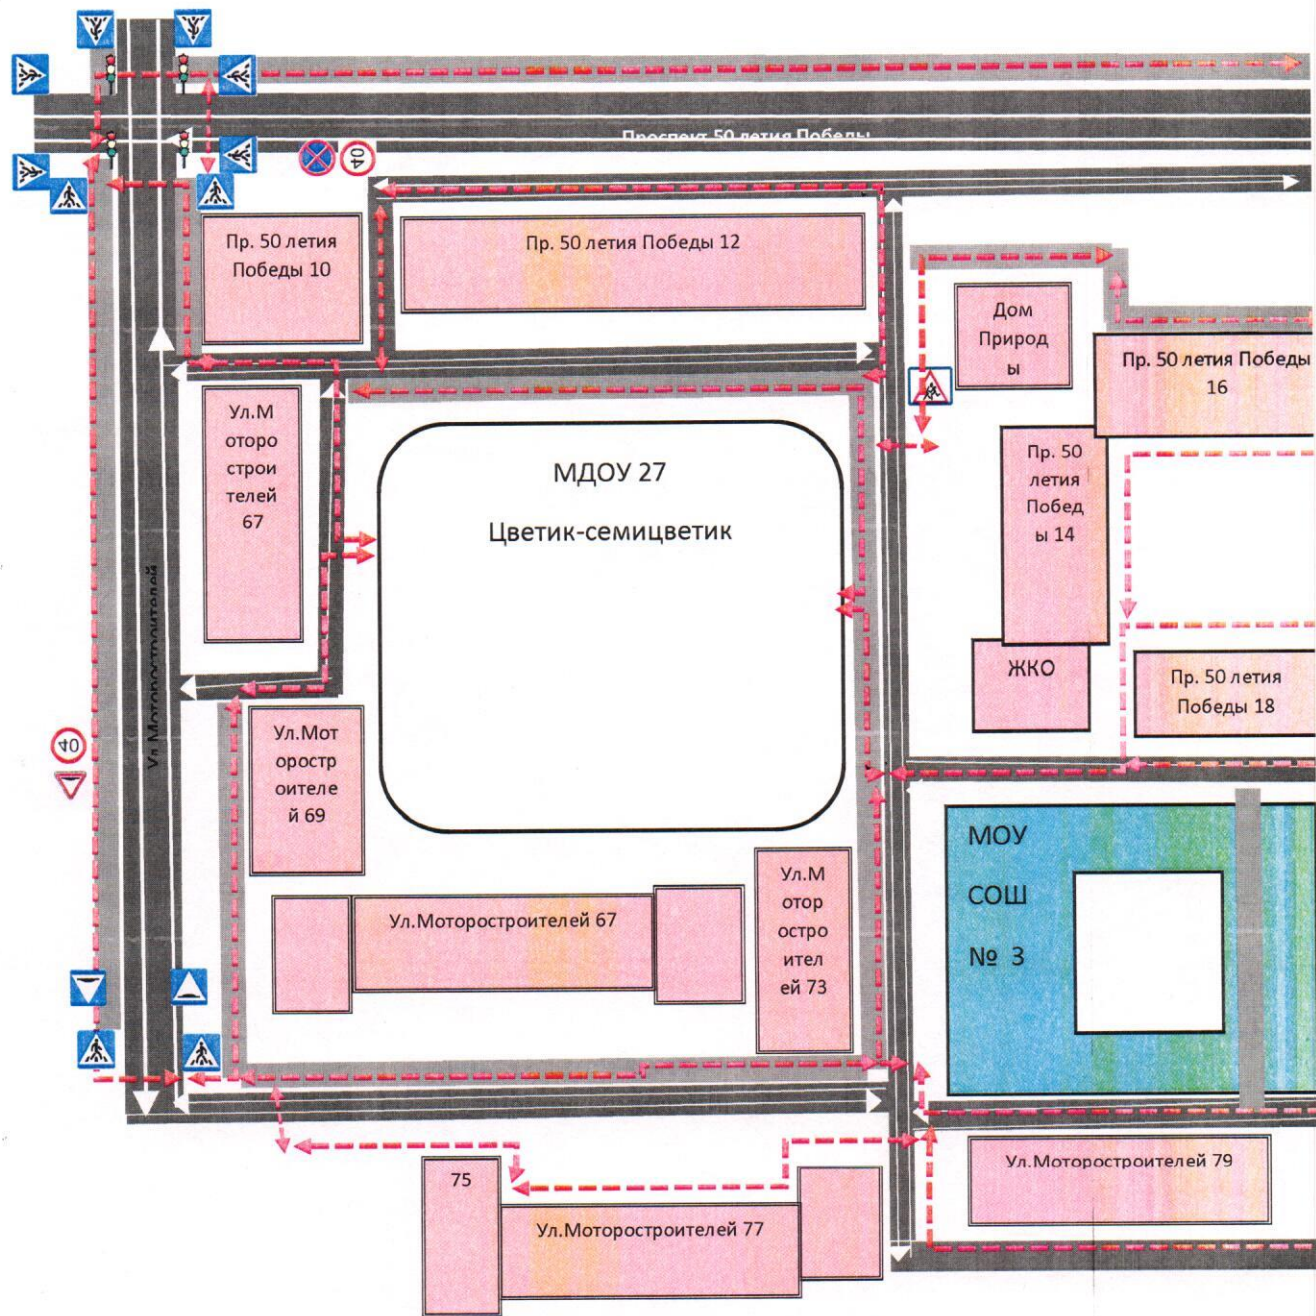 Проспект 50 летия Победы
40
Пр. 50 летия
Победы 10
Пр. 50 летия Победы 12
Дом
Природ
ы
Пр. 50 летия Победы
16
Ул.М
оторо
строи
телей
67
МДОУ 27
Цветик-семицветик
Пр. 50
летия
Побед
ы 14
Ул.Моторостроителей
ЖКО
Пр. 50 летия
Победы 18
40
Ул.Мот
оростр
оителе
й 69
МОУ
СОШ
№ 3
Ул.М
отор
остро
ител
ей 73
Ул.Моторостроителей 67
75
Ул.Моторостроителей 77
Ул.Моторостроителей 79